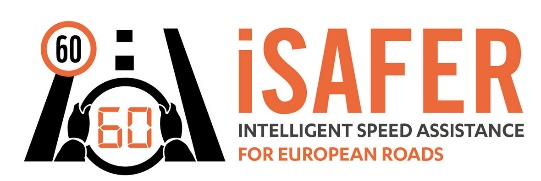 60
60
iSAFER
INTELLIGENT SPEED ASSISTANCE
FOR EUROPEAN ROADS